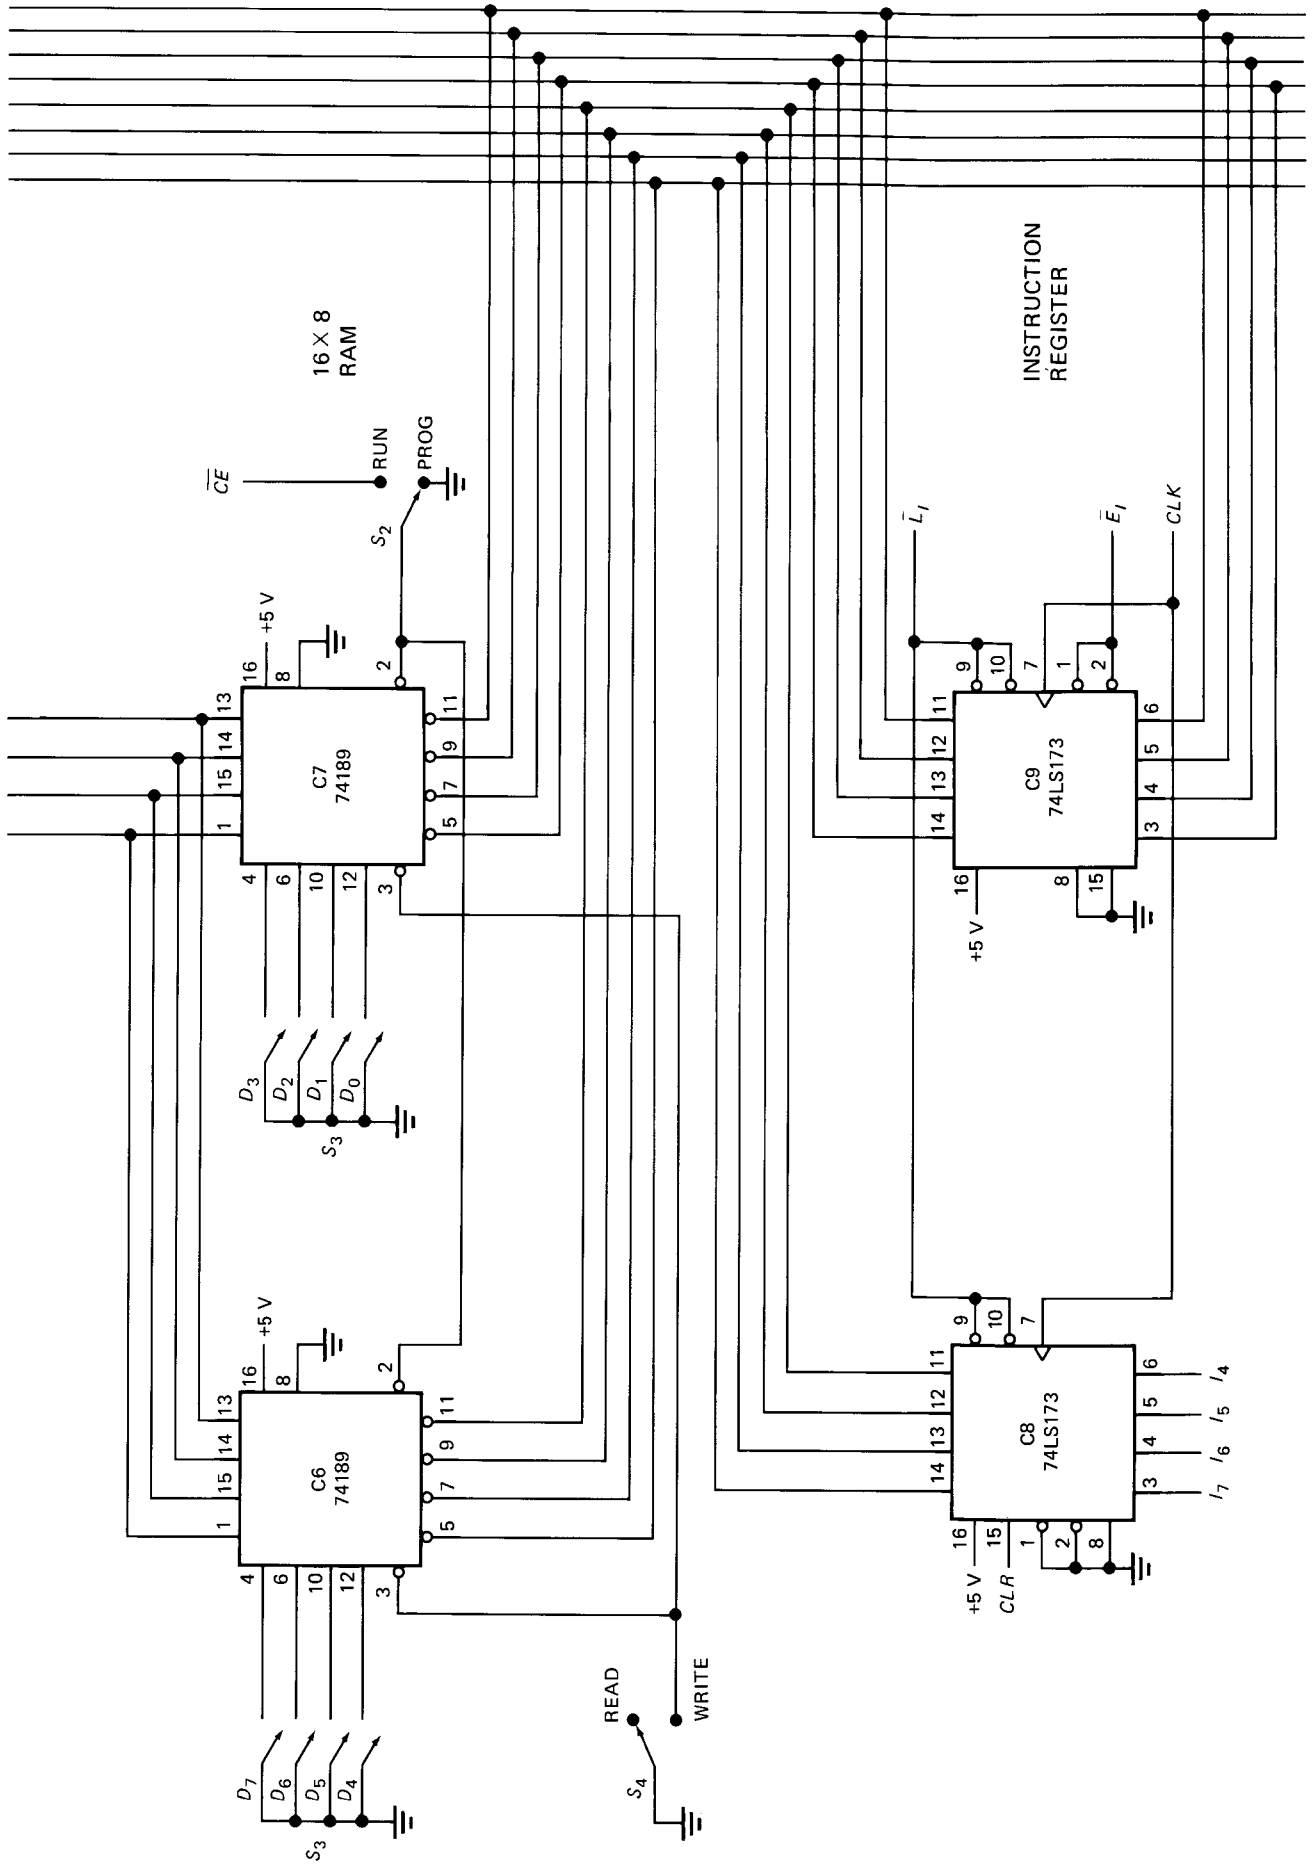 16 X 8
RAM
CE
RUN
PROG
S2
+5 V
16
8
2
13
14
15
1
C7
74189
11
9
7
5
4
6
10
12
3
D3
D2
D1
D0
S3
+5 V
16
8
2
13
14
15
1
C6
74189
11
9
7
5
4
6
10
12
3
D7
D6
D5
D4
S3
READ
WRITE
S4
INSTRUCTION
REGISTER
LI
EI
CLK
9
10
7
1
2
11
12
13
14
C9
74LS173
6
5
4
3
16
8
15
+5 V
9
10
7
11
12
13
14
C8
74LS173
6
5
4
3
I4
I5
I6
I7
16
15
1
2
8
+5 V
CLR